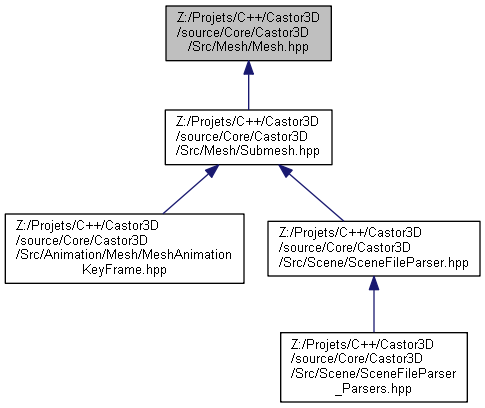 Z:/Projets/C++/Castor3D
/source/Core/Castor3D
/Src/Mesh/Mesh.hpp
Z:/Projets/C++/Castor3D
/source/Core/Castor3D
/Src/Mesh/Submesh.hpp
Z:/Projets/C++/Castor3D
/source/Core/Castor3D
/Src/Animation/Mesh/MeshAnimation
KeyFrame.hpp
Z:/Projets/C++/Castor3D
/source/Core/Castor3D
/Src/Scene/SceneFileParser.hpp
Z:/Projets/C++/Castor3D
/source/Core/Castor3D
/Src/Scene/SceneFileParser
_Parsers.hpp